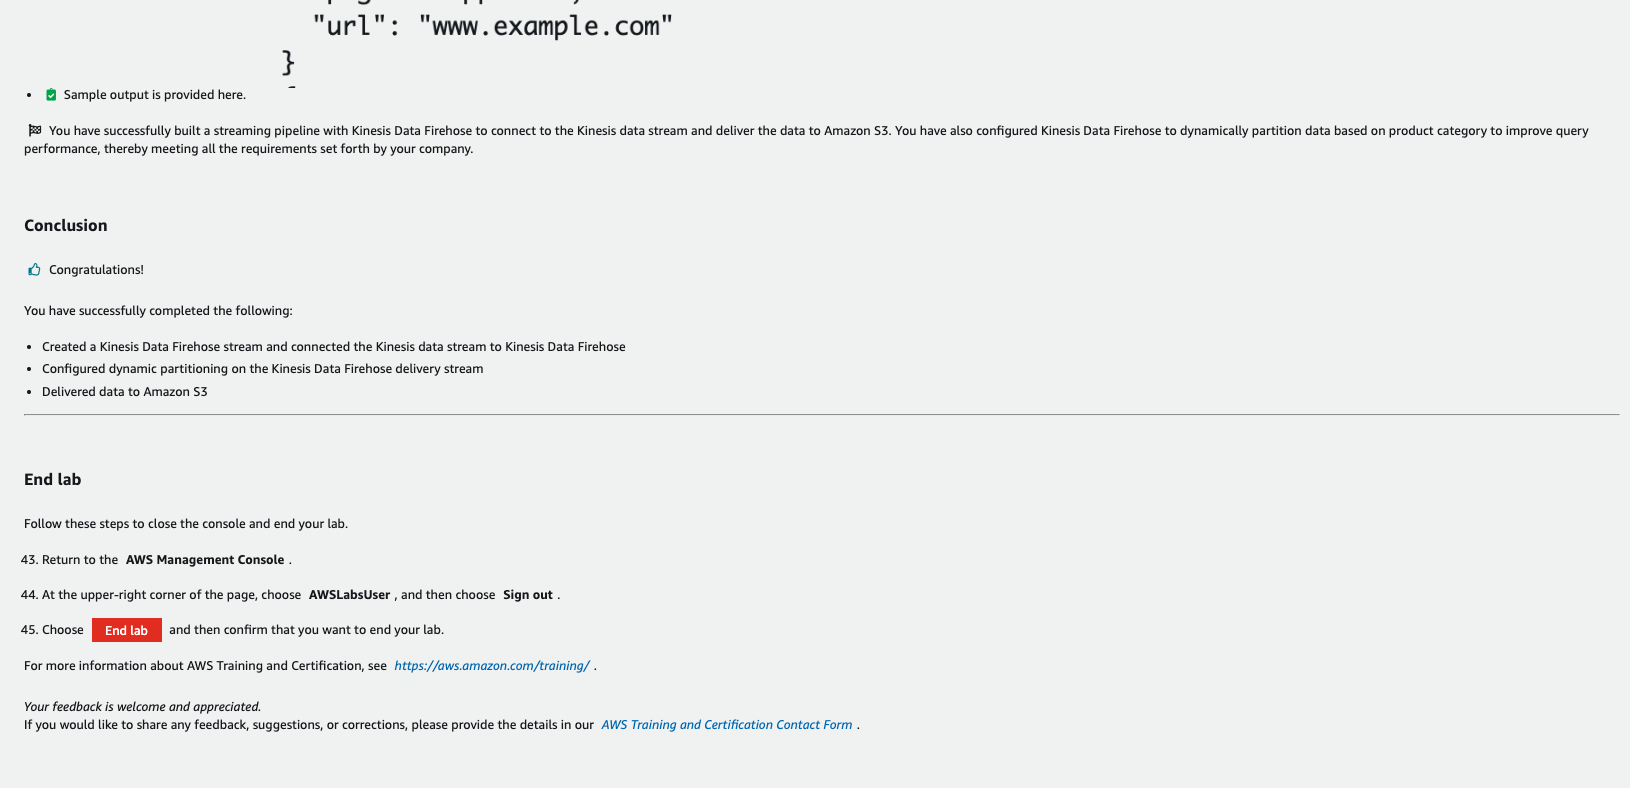 "url": "www.example.com"
}
• Sample output is provided here.
You have successfully built a streaming pipeline with Kinesis Data Firehose to connect to the Kinesis data stream and deliver the data to Amazon S3. You have also configured Kinesis Data Firehose to dynamically partition data based on product category to improve query
performance, thereby meeting all the requirements set forth by your company.
Conclusion
Congratulations!
You have successfully completed the following:
• Created a Kinesis Data Firehose stream and connected the Kinesis data stream to Kinesis Data Firehose
• Configured dynamic partitioning on the Kinesis Data Firehose delivery stream
• Delivered data to Amazon S3
End lab
Follow these steps to close the console and end your lab.
43. Return to the AWS Management Console .
44. At the upper-right corner of the page, choose AWSLabsUser , and then choose Sign out .
45. Choose End lab and then confirm that you want to end your lab.
For more information about AWS Training and Certification, see https://aws.amazon.com/training/ .
Your feedback is welcome and appreciated.
If you would like to share any feedback, suggestions, or corrections, please provide the details in our AWS Training and Certification Contact Form .